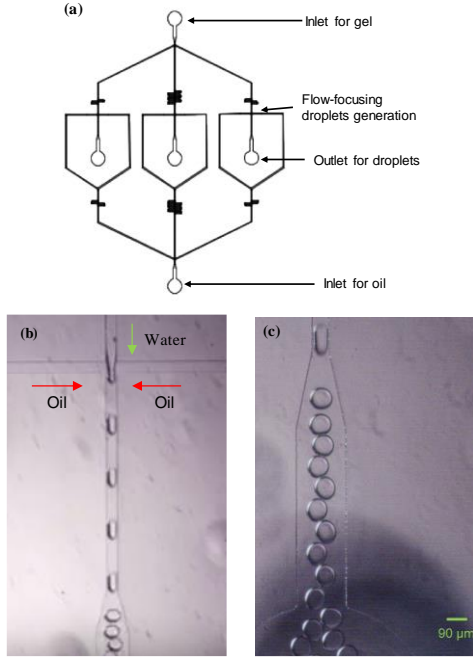 (a)
Inlet for gel
Flow-focusing
droplets generation
Outlet for droplets
Inlet for oil
(b)
Water
Oil
Oil
(c)
90 µm